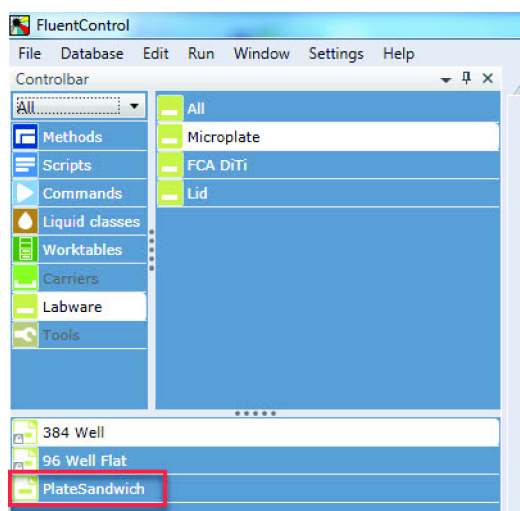 FluentControl
File Database Edit Run Window Settings Help
Controlbar
All
Methods
Scripts
Commands
Liquid classes
Worktables
Carriers
Labware
Tools
All
Microplate
FCA DiTi
Lid
384 Well
96 Well Flat
PlateSandwich